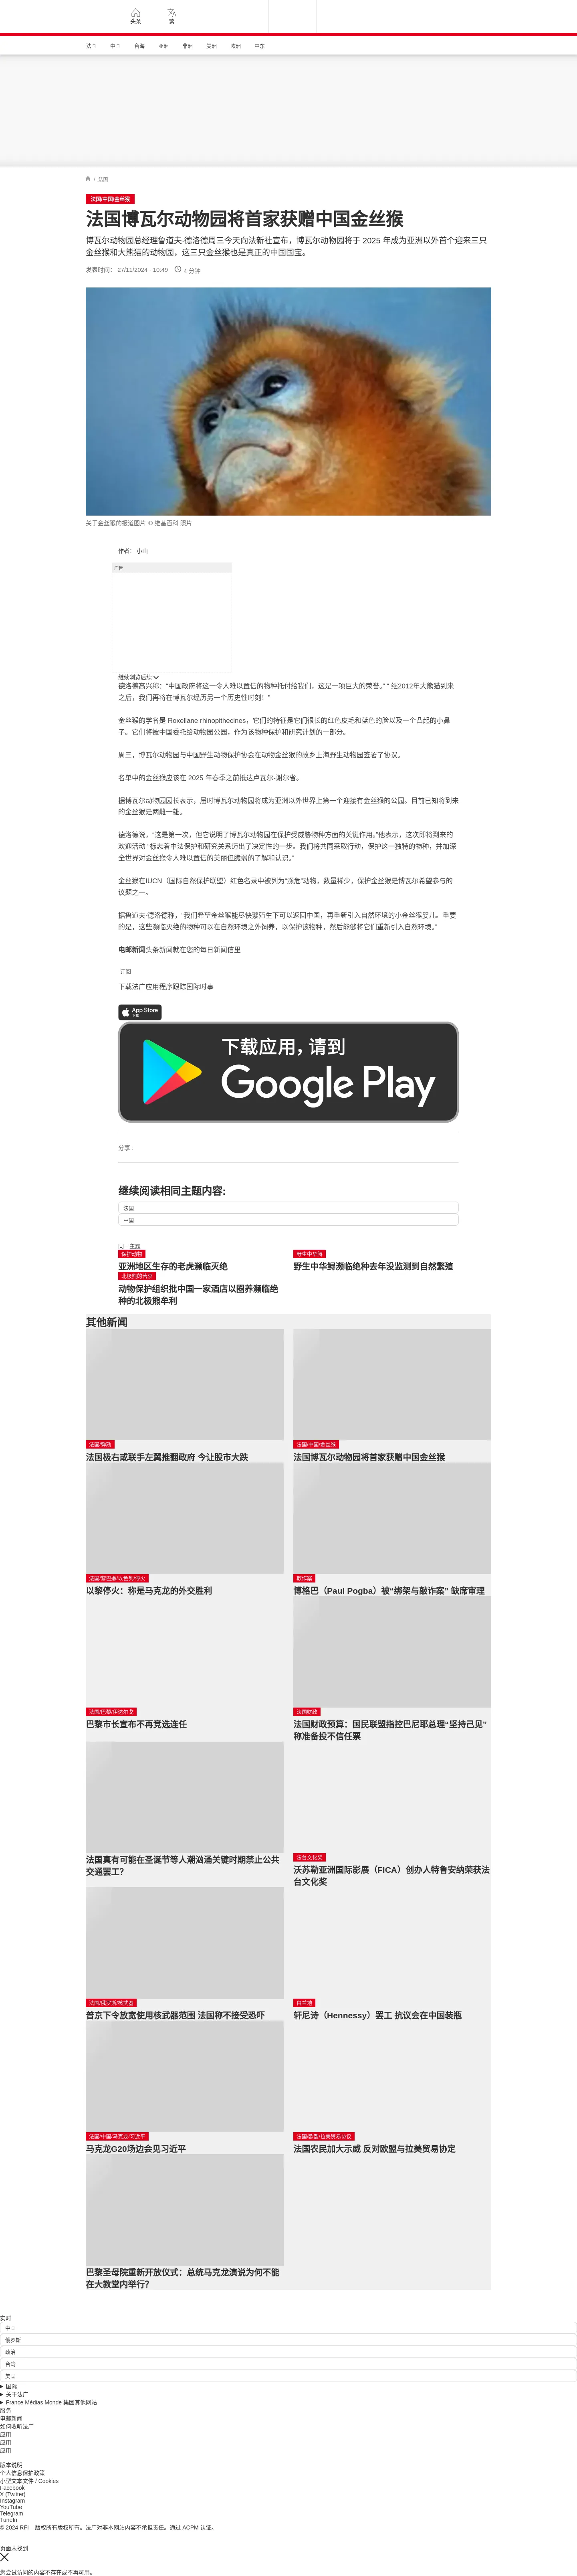 头条
繁
法国 中国 台海 亚洲 非洲 美洲 欧洲 中东
/ 法国
法国/中国/金丝猴
法国博瓦尔动物园将首家获赠中国金丝猴
博瓦尔动物园总经理鲁道夫·德洛德周三今天向法新社宣布，博瓦尔动物园将于 2025 年成为亚洲以外首个迎来三只
金丝猴和大熊猫的动物园，这三只金丝猴也是真正的中国国宝。
发表时间： 27/11/2024 - 10:49 4 分钟
关于金丝猴的报道图片 © 维基百科 照片
作者： 小山
广告
继续浏览后续
德洛德高兴称："中国政府将这一令人难以置信的物种托付给我们，这是一项巨大的荣誉。" " 继2012年大熊猫到来
之后，我们再将在博瓦尔经历另一个历史性时刻！"
金丝猴的学名是 Roxellane rhinopithecines，它们的特征是它们很长的红色皮毛和蓝色的脸以及一个凸起的小鼻
子。它们将被中国委托给动物园公园，作为该物种保护和研究计划的一部分。
周三，博瓦尔动物园与中国野生动物保护协会在动物金丝猴的故乡上海野生动物园签署了协议。
名单中的金丝猴应该在 2025 年春季之前抵达卢瓦尔-谢尔省。
据博瓦尔动物园园长表示，届时博瓦尔动物园将成为亚洲以外世界上第一个迎接有金丝猴的公园。目前已知将到来
的金丝猴是两雌一雄。
德洛德说，"这是第一次，但它说明了博瓦尔动物园在保护受威胁物种方面的关键作用。"他表示，这次即将到来的
欢迎活动 "标志着中法保护和研究关系迈出了决定性的一步。我们将共同采取行动，保护这一独特的物种，并加深
全世界对金丝猴令人难以置信的美丽但脆弱的了解和认识。"
金丝猴在IUCN（国际自然保护联盟）红色名录中被列为"濒危"动物，数量稀少，保护金丝猴是博瓦尔希望参与的
议题之一。
据鲁道夫·德洛德称，"我们希望金丝猴能尽快繁殖生下可以返回中国，再重新引入自然环境的小金丝猴婴儿。重要
的是，这些濒临灭绝的物种可以在自然环境之外饲养，以保护该物种，然后能够将它们重新引入自然环境。"
电邮新闻头条新闻就在您的每日新闻信里
订阅
下载法广应用程序跟踪国际时事
App Store
下载
下载应用，请到
Google Play
分享 :
继续阅读相同主题内容:
法国
中国
同一主题
保护动物
亚洲地区生存的老虎濒临灭绝
野生中华鲟
野生中华鲟濒临绝种去年没监测到自然繁殖
北极熊的哀哀
动物保护组织批中国一家酒店以圈养濒临绝
种的北极熊牟利
其他新闻
法国/弹劾
法国极右或联手左翼推翻政府 今让股市大跌
法国/中国/金丝猴
法国博瓦尔动物园将首家获赠中国金丝猴
法国/黎巴嫩/以色列/停火
以黎停火：称是马克龙的外交胜利
欺诈案
博格巴（Paul Pogba）被“绑架与敲诈案” 缺席审理
法国/巴黎/伊达尔戈
巴黎市长宣布不再竞选连任
法国财政
法国财政预算：国民联盟指控巴尼耶总理“坚持己见”
称准备投不信任票
法国真有可能在圣诞节等人潮汹涌关键时期禁止公共
交通罢工？
法台文化奖
沃苏勒亚洲国际影展（FICA）创办人特鲁安纳荣获法
台文化奖
法国/俄罗斯/核武器
普京下令放宽使用核武器范围 法国称不接受恐吓
白兰地
轩尼诗（Hennessy）罢工 抗议会在中国装瓶
法国/中国/马克龙/习近平
马克龙G20场边会见习近平
法国/欧盟/拉美贸易协议
法国农民加大示威 反对欧盟与拉美贸易协定
巴黎圣母院重新开放仪式：总统马克龙演说为何不能
在大教堂内举行？
实时
中国
俄罗斯
政治
台湾
美国
国际
关于法广
France Médias Monde 集团其他网站
服务
电邮新闻
如何收听法广
应用
应用
应用
版本说明
个人信息保护政策
小型文本文件 / Cookies
Facebook
X (Twitter)
Instagram
YouTube
Telegram
TuneIn
© 2024 RFI – 版权所有版权所有。法广对非本网站内容不承担责任。通过 ACPM 认证。
页面未找到
您尝试访问的内容不存在或不再可用。